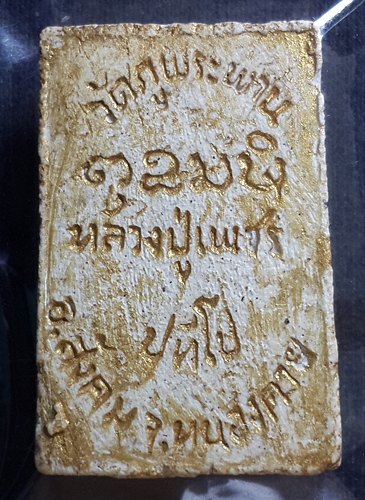 วัดภูพระพาน
หลวงปู่เพชร
ปทีโป
อ.สังคม จ.หนองคาย